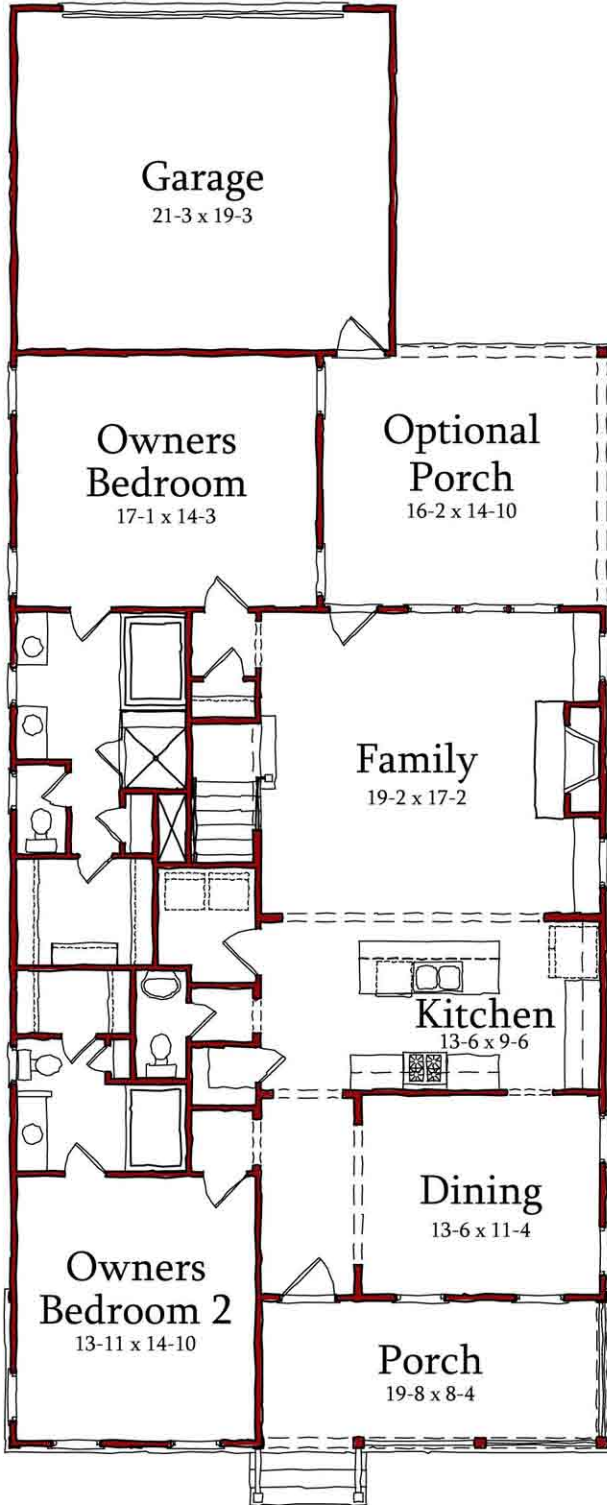 Garage
21-3 x 19-3
Owners
Bedroom
17-1 x 14-3
Optional
Porch
16-2 x 14-10
Family
19-2 x 17-2
Kitchen
13-6 x 9-6
Dining
13-6 x 11-4
Owners
Bedroom 2
13-11 x 14-10
Porch
19-8 x 8-4